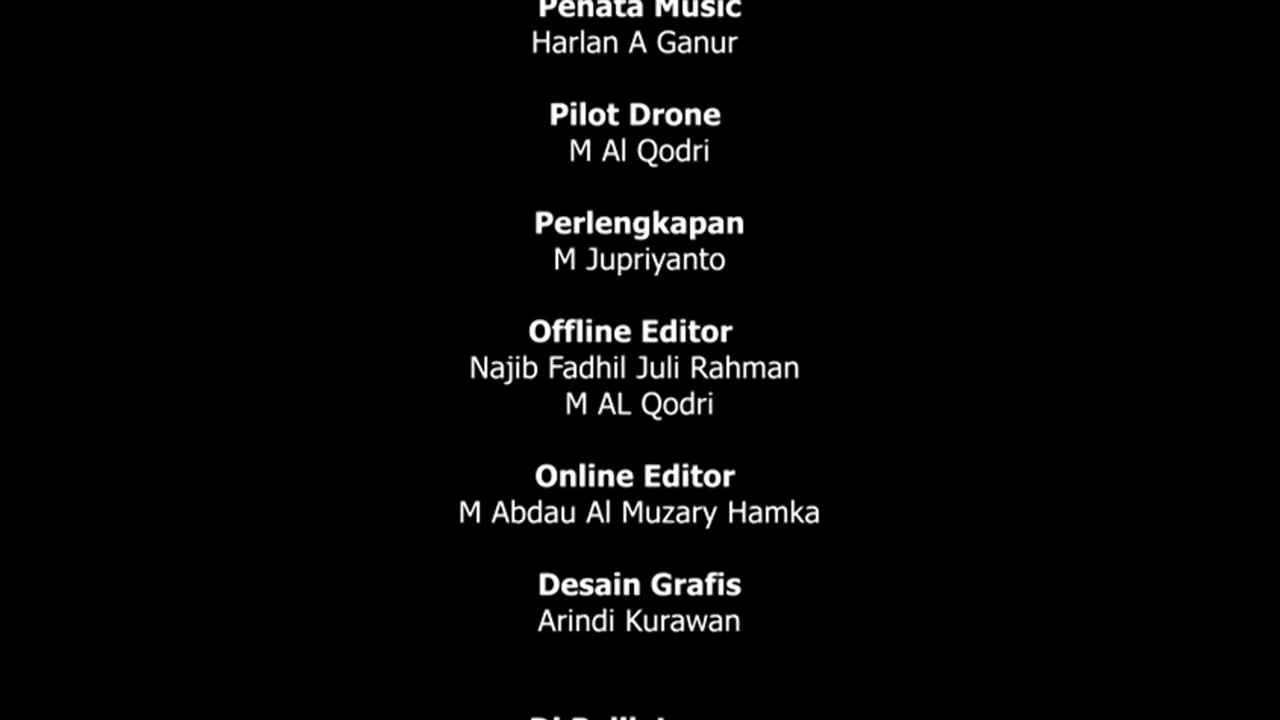 Penata Music
Harlan A Ganur
Pilot Drone
M Al Qodri
Perlengkapan
M Jupriyanto
Offline Editor
Najib Fadhil Juli Rahman
M AL Qodri
Online Editor
M Abdau Al Muzary Hamka
Desain Grafis
Arindi Kurawan